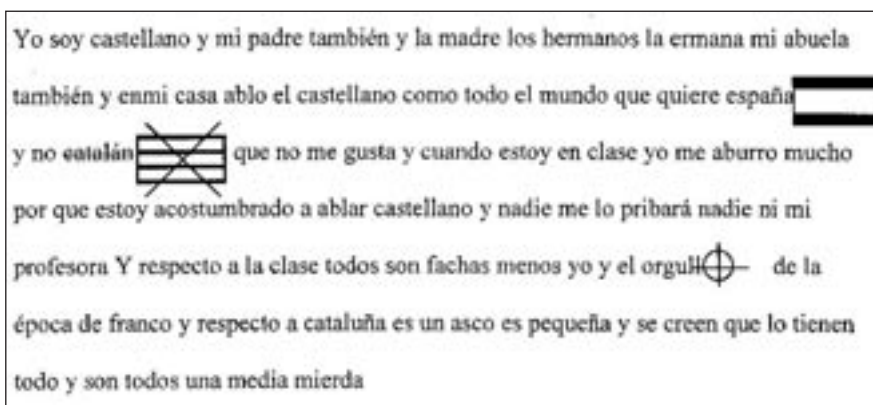 Yo soy castellano y mi padre también y la madre los hermanos la ermana mi abuela
también y enmi casa ablo el castellano como todo el mundo que quiere españa
y no catalán que no me gusta y cuando estoy en clase yo me aburro mucho
por que estoy acostumbrado a ablar castellano y nadie me lo pribará nadie ni mi
profesora Y respecto a la clase todos son fachas menos yo y el orgull de la
época de franco y respecto a cataluña es un asco es pequeña y se creen que lo tienen
todo y son todos una media mierda